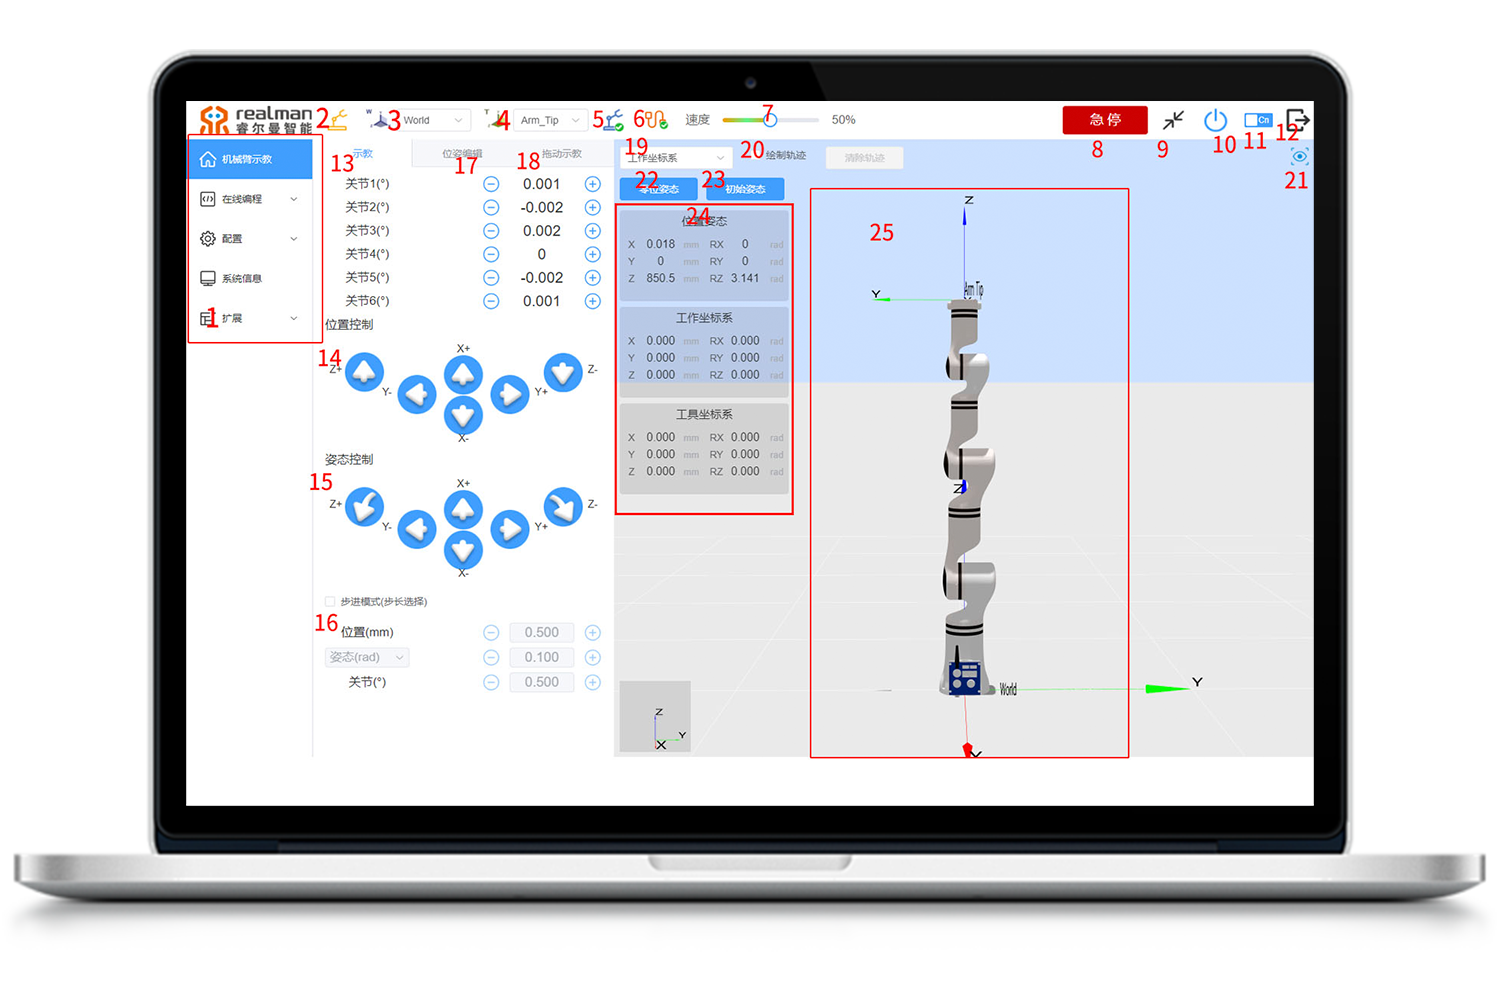 realman
睿尔曼智能
2
W
3
World
T
4
Arm_Tip
5
6
速度
7
50%
急停
8
9
10
Cn
11
12
机械臂示教
在线编程
配置
系统信息
扩展
1
13
示教
位姿编辑
17
18
拖动示教
关节1(°) 0.001
关节2(°) -0.002
关节3(°) 0.002
关节4(°) 0
关节5(°) -0.002
关节6(°) 0.001
位置控制
14
Z+
Y-
X+
X-
Y+
Z-
姿态控制
15
Z+
Y-
X+
X-
Y+
Z-
步进模式(步长选择)
16
位置(mm) 0.500
姿态(rad) 0.100
关节(°) 0.500
19
工作坐标系
20
绘制轨迹
清除轨迹
21
22
零位姿态
23
初始姿态
24
位置姿态
X 0.018 mm RX 0 rad
Y 0 mm RY 0 rad
Z 850.5 mm RZ 3.141 rad
工作坐标系
X 0.000 mm RX 0.000 rad
Y 0.000 mm RY 0.000 rad
Z 0.000 mm RZ 0.000 rad
工具坐标系
X 0.000 mm RX 0.000 rad
Y 0.000 mm RY 0.000 rad
Z 0.000 mm RZ 0.000 rad
25
Z
Arm Tip
Y
Z
World
Y
X
Z
Y
X